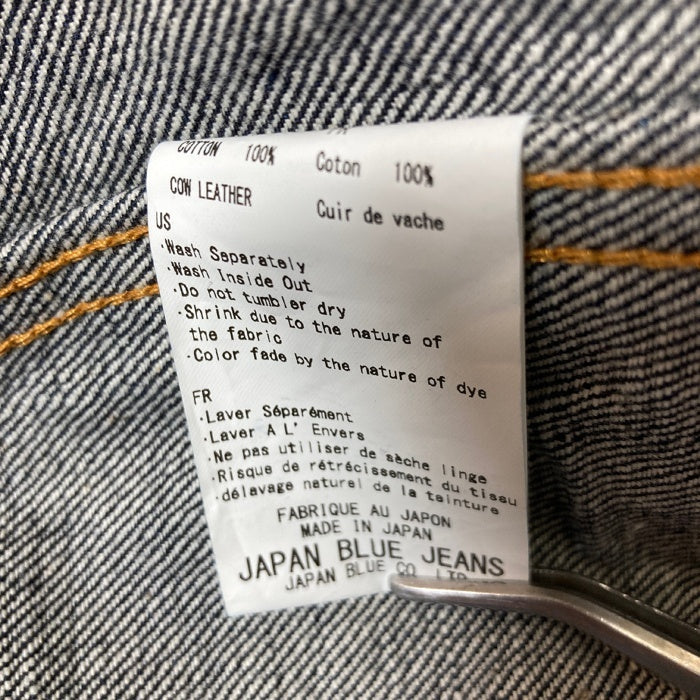 COTTON 100% Coton 100%
COW LEATHER Cuir de vache
US
·Wash Separately
·Wash Inside Out
·Do not tumbler dry
·Shrink due to the nature of
the fabric
·Color fade by the nature of dye
FR
·Laver Séparément
·Laver A L' Envers
·Ne pas utiliser de sèche linge
·Risque de rétrécissement du tissu
·délavage naturel de la teinture
FABRIQUE AU JAPON
MADE IN JAPAN
JAPAN BLUE JEANS
JAPAN BLUE CO